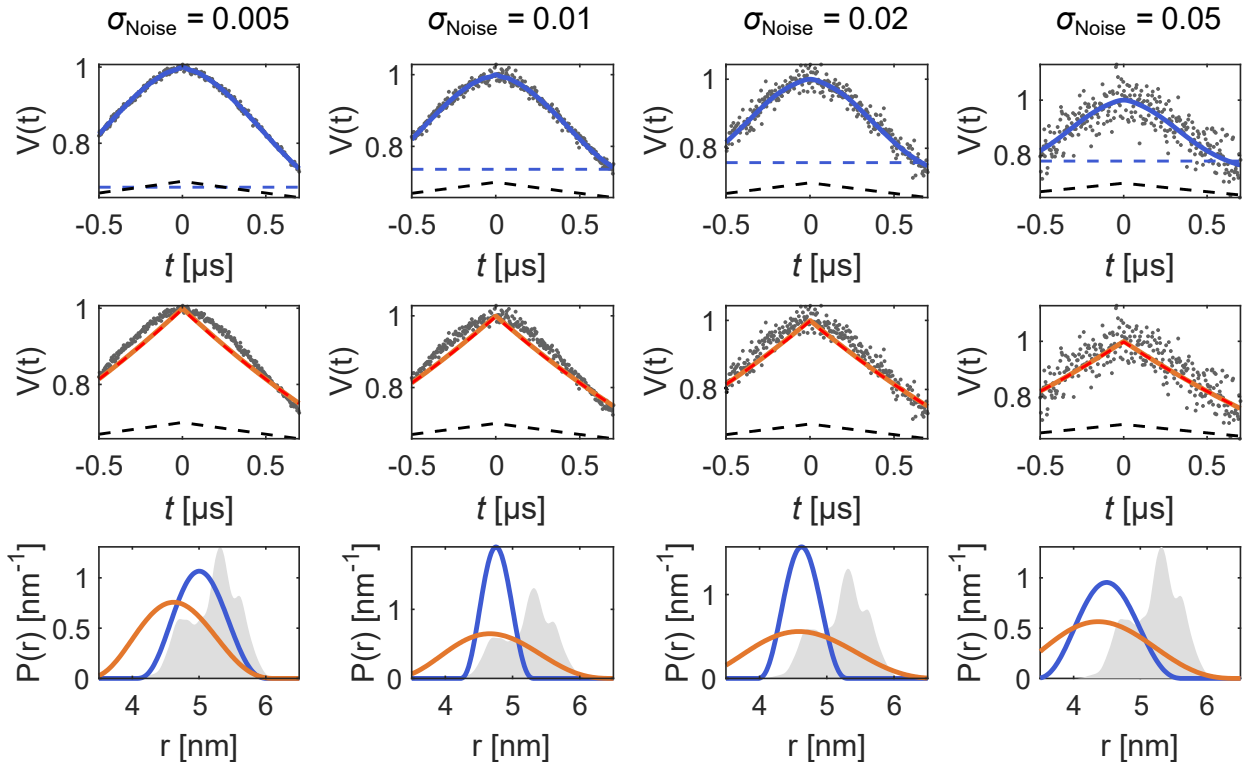 σNoise = 0.005 σNoise = 0.01 σNoise = 0.02 σNoise = 0.05
V(t) 1 0.8 -0.5 0 0.5 t [µs]
V(t) 1 0.8 -0.5 0 0.5 t [µs]
V(t) 1 0.8 -0.5 0 0.5 t [µs]
V(t) 1 0.8 0.6 -0.5 0 0.5 t [µs]
V(t) 1 0.8 -0.5 0 0.5 t [µs]
V(t) 1 0.8 -0.5 0 0.5 t [µs]
V(t) 1 0.8 -0.5 0 0.5 t [µs]
V(t) 1 0.8 -0.5 0 0.5 t [µs]
P(r) [nm-1] 1 0.5 0 4 5 6 r [nm]
P(r) [nm-1] 1 0 4 5 6 r [nm]
P(r) [nm-1] 1 0 4 5 6 r [nm]
P(r) [nm-1] 1 0.5 0 4 5 6 r [nm]